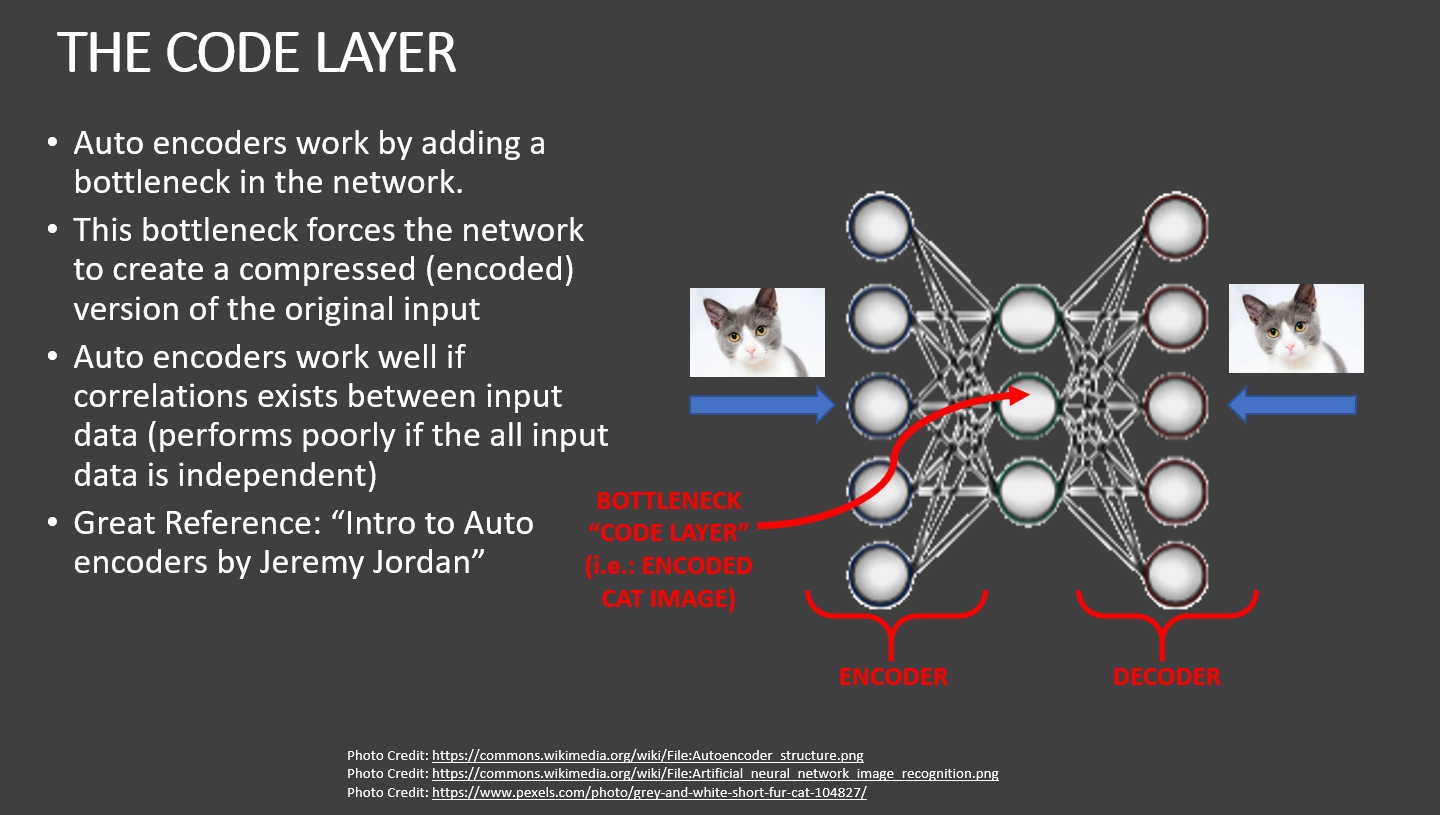 THE CODE LAYER
• Auto encoders work by adding a
bottleneck in the network.
• This bottleneck forces the network
to create a compressed (encoded)
version of the original input
• Auto encoders work well if
correlations exists between input
data (performs poorly if the all input
data is independent)
• Great Reference: “Intro to Auto
encoders by Jeremy Jordan”
BOTTLENECK
“CODE LAYER”
(i.e.: ENCODED
CAT IMAGE)
ENCODER
DECODER
Photo Credit: https://commons.wikimedia.org/wiki/File:Autoencoder_structure.png
Photo Credit: https://commons.wikimedia.org/wiki/File:Artificial_neural_network_image_recognition.png
Photo Credit: https://www.pexels.com/photo/grey-and-white-short-fur-cat-104827/